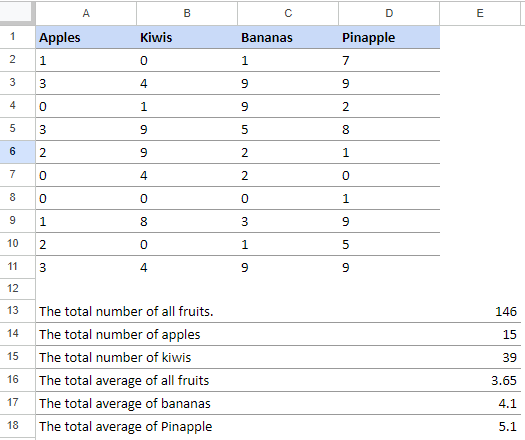 A B C D E
1 Apples Kiwis Bananas Pinapple
2 1 0 1 7
3 3 4 9 9
4 0 1 9 2
5 3 9 5 8
6 2 9 2 1
7 0 4 2 0
8 0 0 0 1
9 1 8 3 9
10 2 0 1 5
11 3 4 9 9
12
13 The total number of all fruits. 146
14 The total number of apples 15
15 The total number of kiwis 39
16 The total average of all fruits 3.65
17 The total average of bananas 4.1
18 The total average of Pinapple 5.1